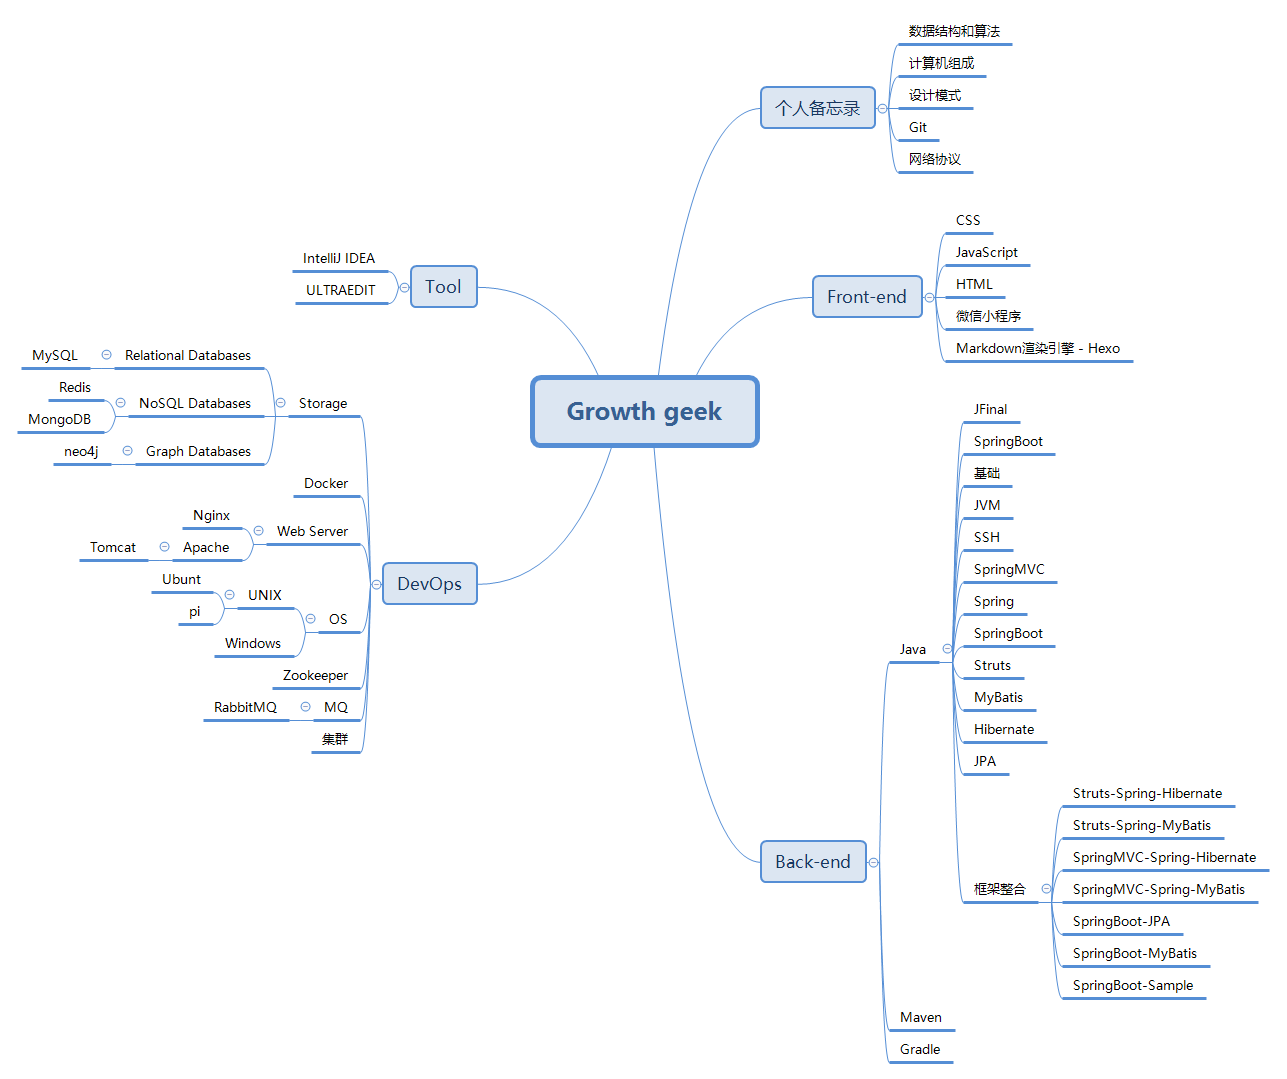 Growth geek
个人备忘录
数据结构和算法
计算机组成
设计模式
Git
网络协议
Front-end
CSS
JavaScript
HTML
微信小程序
Markdown渲染引擎 - Hexo
Back-end
Java
JFinal
SpringBoot
基础
JVM
SSH
SpringMVC
Spring
SpringBoot
Struts
MyBatis
Hibernate
JPA
框架整合
Struts-Spring-Hibernate
Struts-Spring-MyBatis
SpringMVC-Spring-Hibernate
SpringMVC-Spring-MyBatis
SpringBoot-JPA
SpringBoot-MyBatis
SpringBoot-Sample
Maven
Gradle
Tool
IntelliJ IDEA
ULTRAEDIT
DevOps
Storage
Relational Databases
MySQL
NoSQL Databases
Redis
MongoDB
Graph Databases
neo4j
Docker
Web Server
Nginx
Apache
Tomcat
OS
UNIX
Ubunt
pi
Windows
Zookeeper
MQ
RabbitMQ
集群